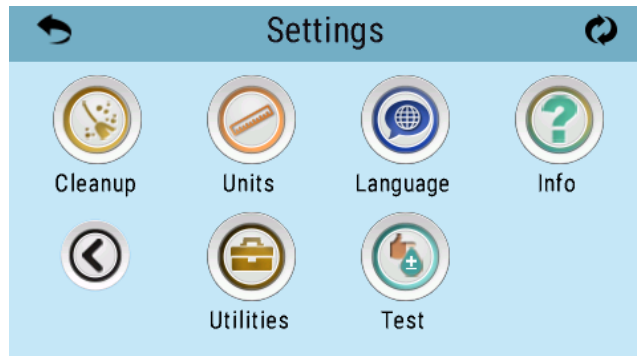 Settings
Cleanup
Units
Language
Info
Utilities
Test